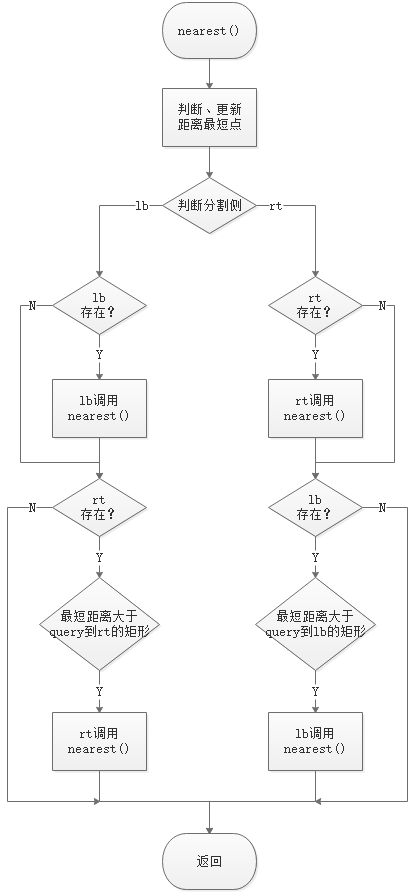 nearest()
判断、更新
距离最短点
判断分割侧
lb
rt
lb
存在?
N
Y
lb调用
nearest()
rt
存在?
N
Y
最短距离大于
query到rt的矩形
Y
rt调用
nearest()
rt
存在?
N
Y
rt调用
nearest()
lb
存在?
N
Y
最短距离大于
query到lb的矩形
Y
lb调用
nearest()
返回